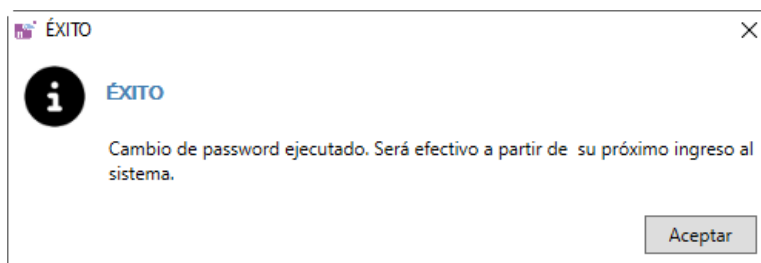 ÉXITO
ÉXITO
Cambio de password ejecutado. Será efectivo a partir de  su próximo ingreso al
sistema.
Aceptar